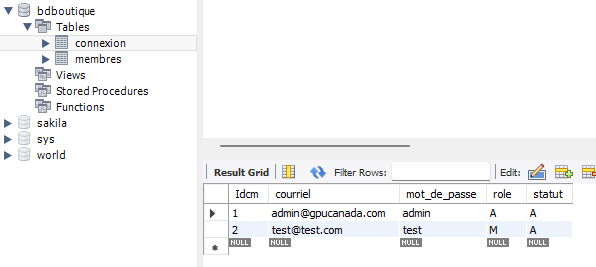 bdboutique
Tables
connexion
membres
Views
Stored Procedures
Functions
sakila
sys
world
Result Grid Filter Rows: Edit:
Idcm courriel mot_de_passe role statut
1 admin@gpucanada.com admin A A
2 test@test.com test M A
NULL NULL NULL NULL NULL